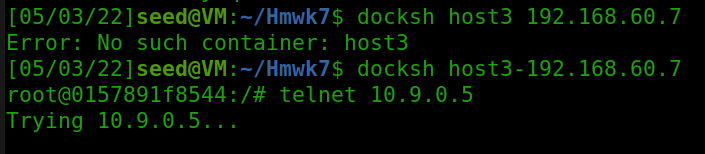 [05/03/22]seed@VM:~/Hmwk7$ docksh host3 192.168.60.7
Error: No such container: host3
[05/03/22]seed@VM:~/Hmwk7$ docksh host3-192.168.60.7
root@0157891f8544:/# telnet 10.9.0.5
Trying 10.9.0.5...